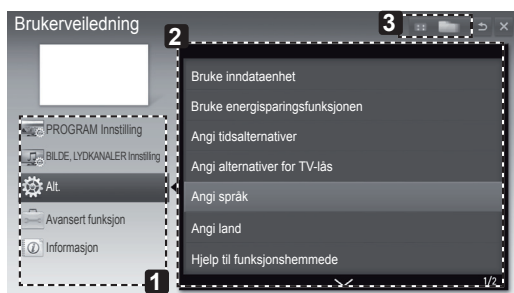 Brukerveiledning
2
3
PROGRAM Innstilling
BILDE, LYDKANALER Innstilling
Alt.
Avansert funksjon
Informasjon
1
Bruke inndataenhet
Bruke energisparingsfunksjonen
Angi tidsalternativer
Angi alternativer for TV-lås
Angi språk
Angi land
Hjelp til funksjonshemmede
1/2